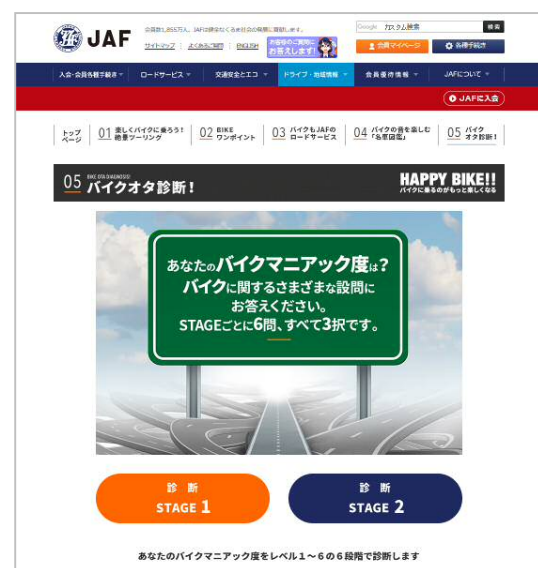 JAF
会員数1,855万人、JAFは健全なくるま社会の発展に貢献します。
サイトマップ よくあるご質問 ENGLISH
お客様のご質問に
お答えします!
Google カスタム検索 検索
会員マイページ 各種手続き
入会・会員各種手続き ロードサービス 交通安全とエコ ドライブ・地域情報 会員優待情報 JAFについて
JAFに入会
トップ
ページ
01 楽しくバイクに乗ろう!
絶景ツーリング
02 BIKE
ワンポイント
03 バイクもJAFの
ロードサービス
04 バイクの音を楽しむ
「名車図鑑」
05 バイク
オタ診断!
05 BIKE OTA DIAGNOSIS!
バイクオタ診断!
HAPPY BIKE!!
バイクに乗るのがもっと楽しくなる
あなたのバイクマニアック度は?
バイクに関するさまざまな設問に
お答えください。
STAGEごとに6問、すべて3択です。
診 断
STAGE 1
診 断
STAGE 2
あなたのバイクマニアック度をレベル1〜6の6段階で診断します